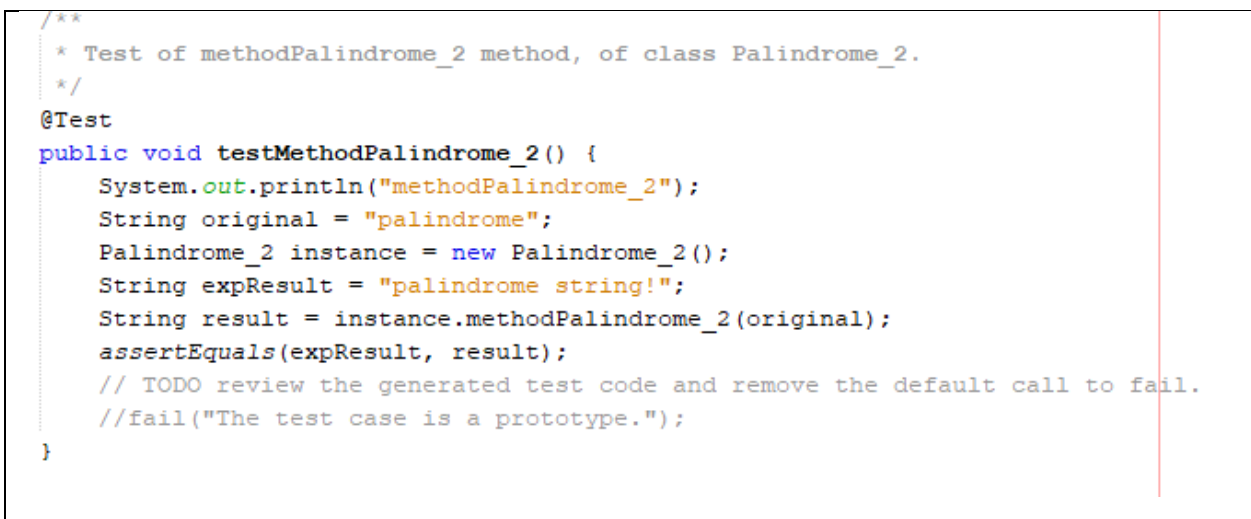 /**
* Test of methodPalindrome_2 method, of class Palindrome_2.
*/
@Test
public void testMethodPalindrome_2() {
System.out.println("methodPalindrome_2");
String original = "palindrome";
Palindrome_2 instance = new Palindrome_2();
String expResult = "palindrome string!";
String result = instance.methodPalindrome_2(original);
assertEquals(expResult, result);
// TODO review the generated test code and remove the default call to fail.
//fail("The test case is a prototype.");
}